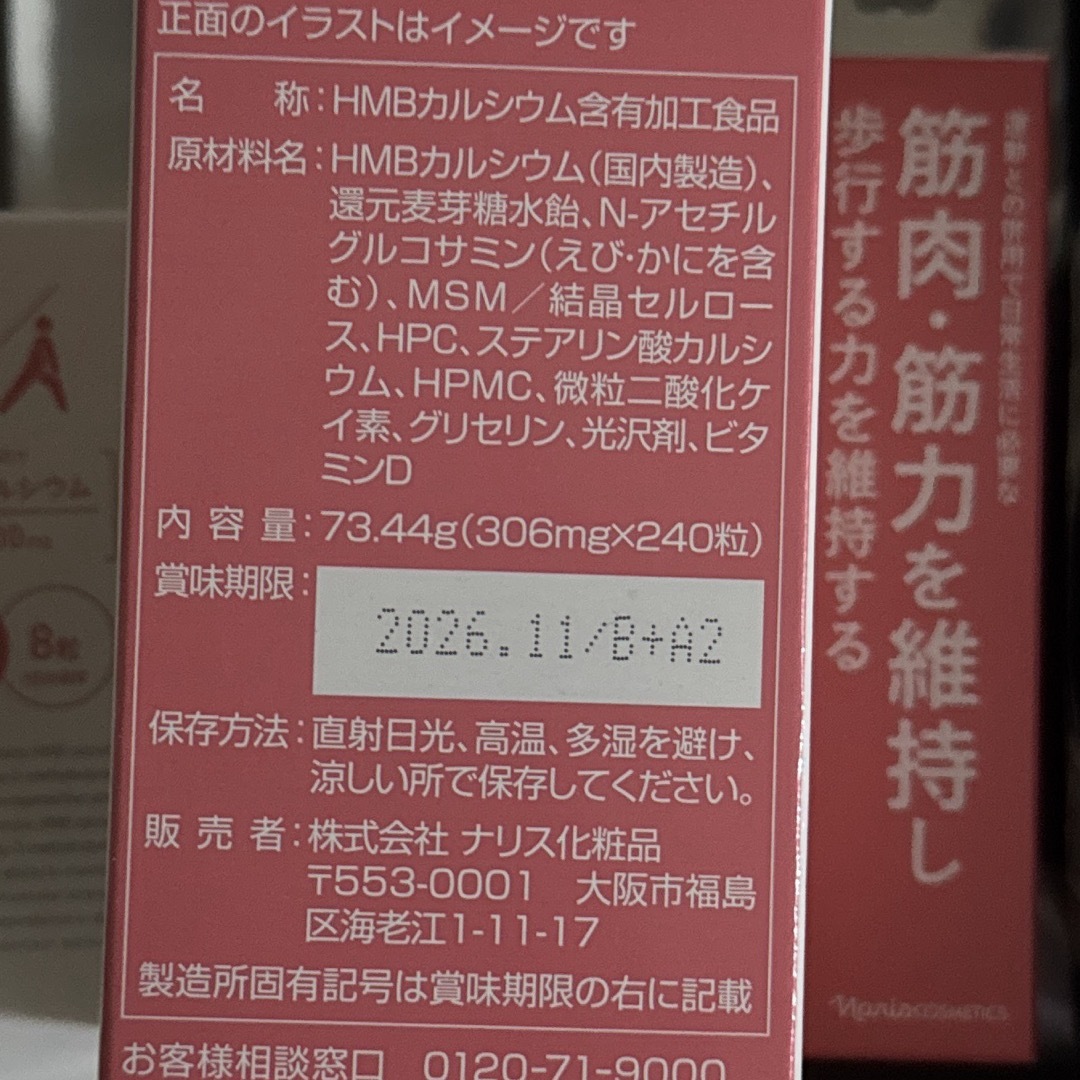 正面のイラストはイメージです
名 称：HMBカルシウム含有加工食品
原材料名：HMBカルシウム(国内製造)、
還元麦芽糖水飴、N-アセチル
グルコサミン(えび・かにを含
む)、MSM／結晶セルロー
ス、HPC、ステアリン酸カルシ
ウム、HPMC、微粒二酸化ケ
イ素、グリセリン、光沢剤、ビタ
ミンD
内容量：73.44g(306mg×240粒)
賞味期限：
2026.11/B+A2
保存方法：直射日光、高温、多湿を避け、
涼しい所で保存してください。
販売者：株式会社 ナリス化粧品
〒553-0001 大阪市福島
区海老江1-11-17
製造所固有記号は賞味期限の右に記載
お客様相談窓口 0120-71-9000
筋肉・筋力を維持し
歩行する力を維持する
Naris COSMETICS
ルシウム
8粒